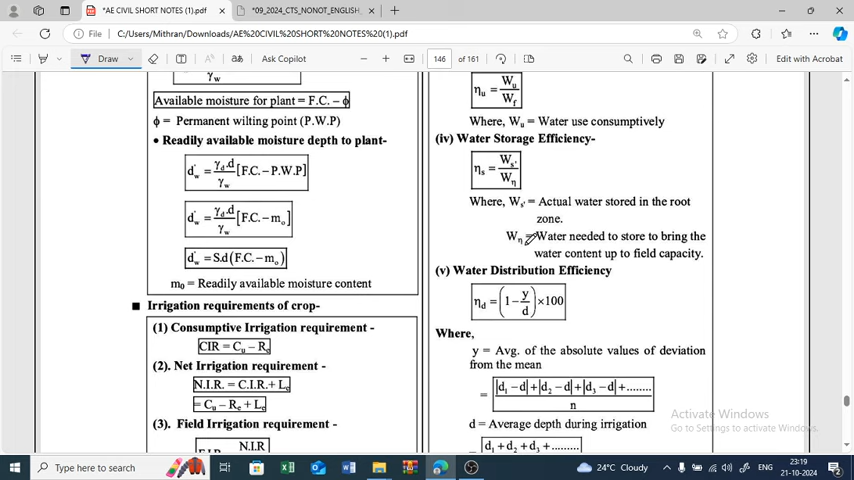 *AE CIVIL SHORT NOTES (1).pdf
*09_2024_CTS_NONOT_ENGLISH_
File C:/Users/Mithran/Downloads/AE%20CIVIL%20SHORT%20NOTES%20(1).pdf
Draw
Ask Copilot
146 of 161
Edit with Acrobat
γw
Available moisture for plant = F.C. – ϕ
ϕ = Permanent wilting point (P.W.P)
• Readily available moisture depth to plant-
d'w = γd.d/γw [F.C. – P.W.P]
d'w = γd.d/γw [F.C. – mo]
d'w = S.d(F.C – mo)
m0 = Readily available moisture content
■ Irrigation requirements of crop-
(1) Consumptive Irrigation requirement -
CIR = Cu – Re
(2). Net Irrigation requirement -
N.I.R. = C.I.R.+ Le
= Cu – Re + Le
(3). Field Irrigation requirement -
N.I.R
ηu = Wu/Wf
Where, Wu = Water use consumptively
(iv) Water Storage Efficiency-
ηs = Ws'/Wη
Where, Ws' = Actual water stored in the root
zone.
Wη = Water needed to store to bring the
water content up to field capacity.
(v) Water Distribution Efficiency
ηd = (1 – y/d) × 100
Where,
y = Avg. of the absolute values of deviation
from the mean
= |d1 – d| + |d2 – d| + |d3 – d| + ........ / n
d = Average depth during irrigation
d1 + d2 + d3 + .........
Activate Windows
Go to Settings to activate Windows.
Type here to search
24°C Cloudy
ENG
23:19
21-10-2024
2